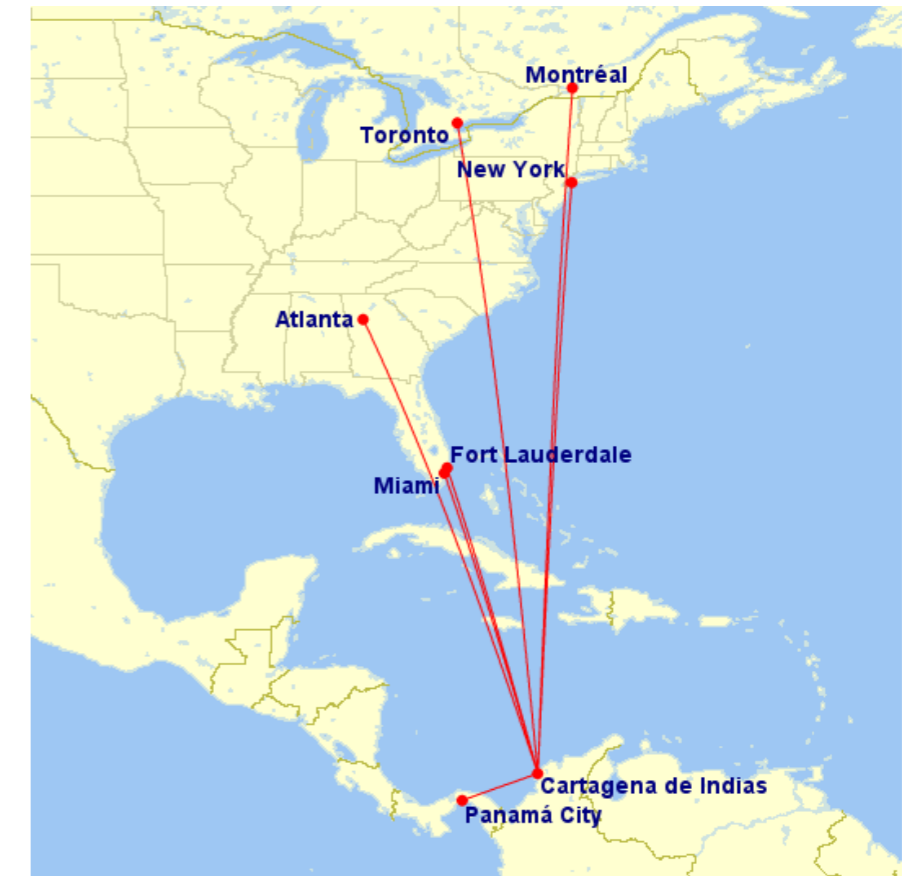 Montréal
Toronto
New York
Atlanta
Fort Lauderdale
Miami
Cartagena de Indias
Panamá City